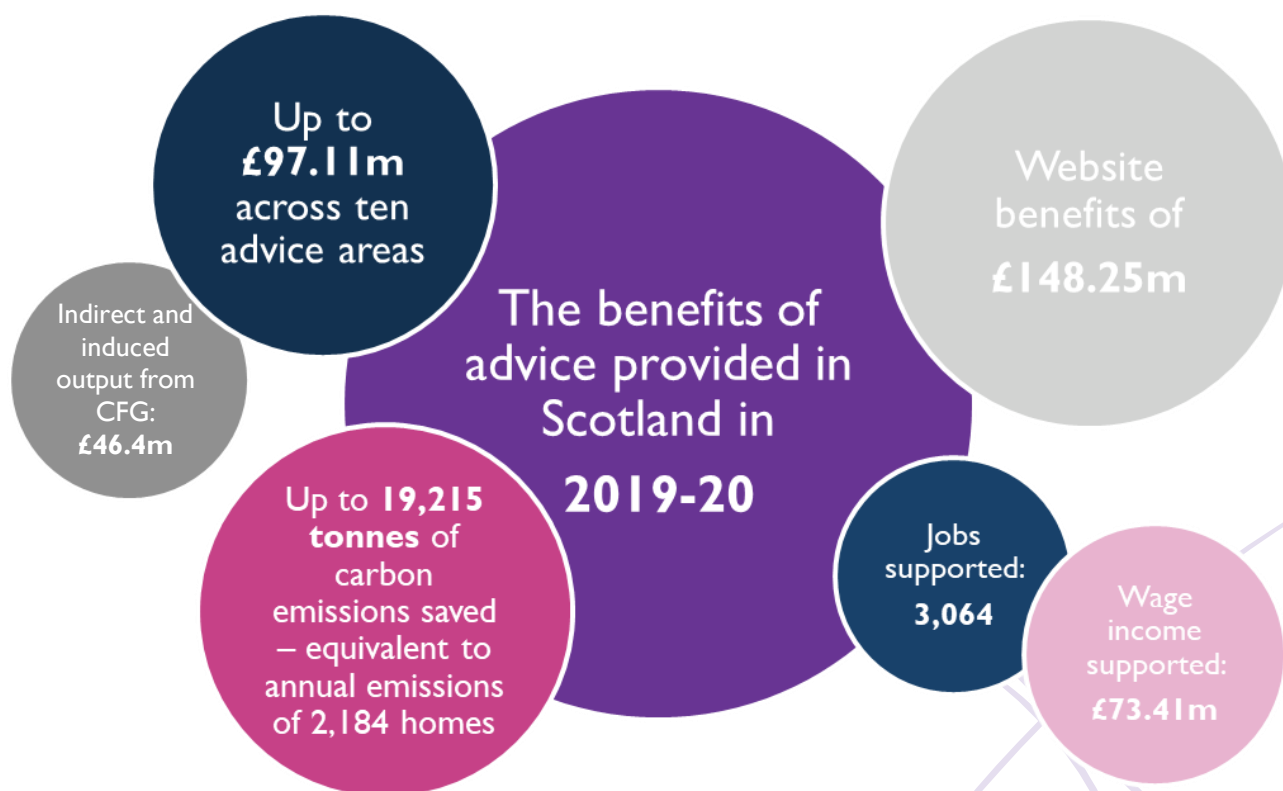 Up to
£97.11m
across ten
advice areas
Website
benefits of
£148.25m
The benefits of
advice provided in
Scotland in
2019-20
Indirect and
induced
output from
CFG:
£46.4m
Up to 19,215
tonnes of
carbon
emissions saved
– equivalent to
annual emissions
of 2,184 homes
Jobs
supported:
3,064
Wage
income
supported:
£73.41m